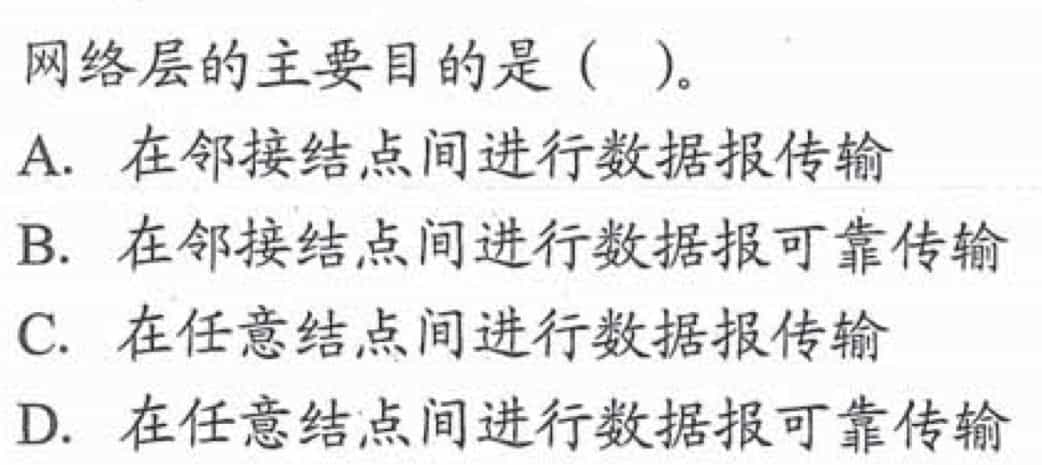 网络层的主要目的是（ ）。
A. 在邻接结点间进行数据报传输
B. 在邻接结点间进行数据报可靠传输
C. 在任意结点间进行数据报传输
D. 在任意结点间进行数据报可靠传输